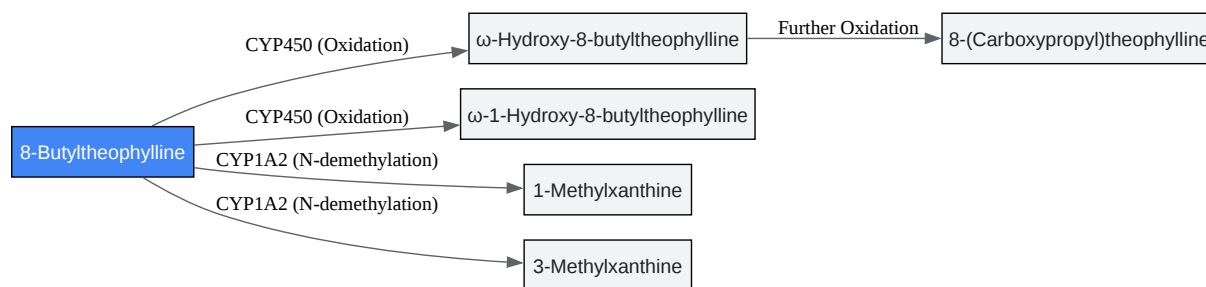 CYP450 (Oxidation)
ω-Hydroxy-8-butyltheophylline
Further Oxidation
8-(Carboxypropyl)theophylline
CYP450 (Oxidation)
ω-1-Hydroxy-8-butyltheophylline
8-Butyltheophylline
CYP1A2 (N-demethylation)
1-Methylxanthine
CYP1A2 (N-demethylation)
3-Methylxanthine